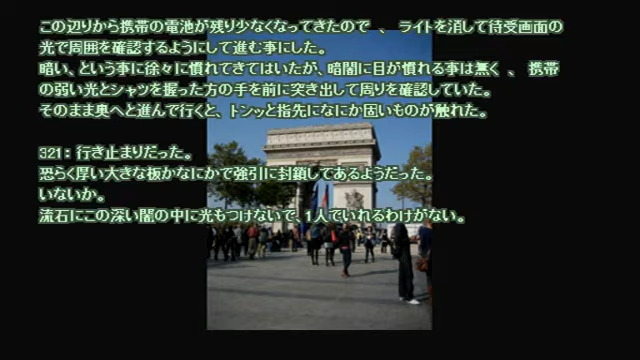 この辺りから携帯の電池が残り少なくなってきたので 、 ライトを消して待受画面の
光で周囲を確認するようにして進む事にした。
暗い、という事に徐々に慣れてきてはいたが、暗闇に目が慣れる事は無く 、 携帯
の弱い光とシャツを握った方の手を前に突き出して周りを確認していた。
そのまま奥へと進んで行くと、トンッと指先になにか固いものが触れた。
321： 行き止まりだった。
恐らく厚い大きな板かなにかで強引に封鎖してあるようだった。
いないか。
流石にこの深い闇の中に光もつけないで、1人でいれるわけがない。